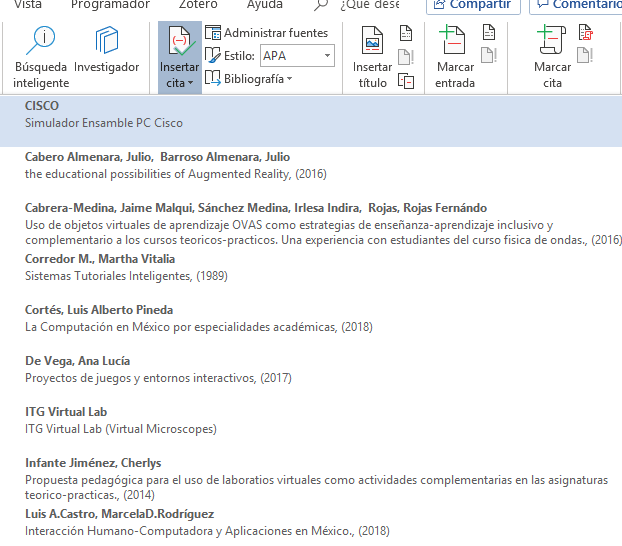 Vista Programador Zotero Ayuda ¿Qué dese Compartir Comentario
Administrar fuentes
Estilo: APA
Bibliografía
Búsqueda inteligente
Investigador
Insertar cita
Insertar título
Marcar entrada
Marcar cita
CISCO
Simulador Ensamble PC Cisco
Cabero Almenara, Julio, Barroso Almenara, Julio
the educational possibilities of Augmented Reality, (2016)
Cabrera-Medina, Jaime Malqui, Sánchez Medina, Irlesa Indira, Rojas, Rojas Fernándo
Uso de objetos virtuales de aprendizaje OVAS como estrategias de enseñanza-aprendizaje inclusivo y
complementario a los cursos teoricos-practicos. Una experiencia con estudiantes del curso fisica de ondas., (2016)
Corredor M., Martha Vitalia
Sistemas Tutoriales Inteligentes, (1989)
Cortés, Luis Alberto Pineda
La Computación en México por especialidades académicas, (2018)
De Vega, Ana Lucía
Proyectos de juegos y entornos interactivos, (2017)
ITG Virtual Lab
ITG Virtual Lab (Virtual Microscopes)
Infante Jiménez, Cherlys
Propuesta pedagógica para el uso de laboratios virtuales como actividades complementarias en las asignaturas
teorico-practicas., (2014)
Luis A.Castro, MarcelaD.Rodríguez
Interacción Humano-Computadora y Aplicaciones en México., (2018)